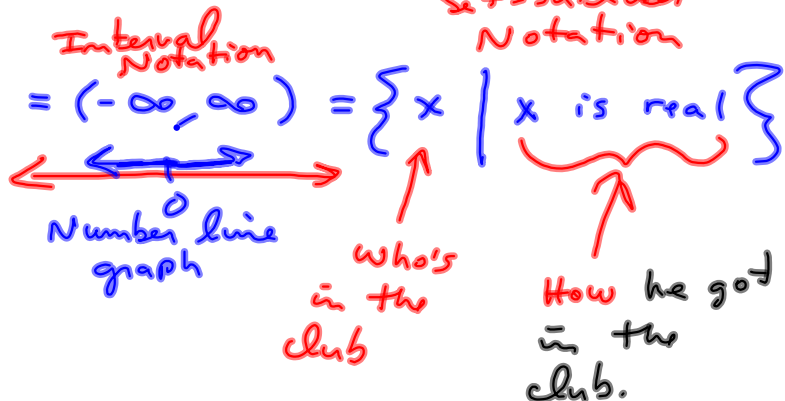 Interval
Notation
Notation
= (-∞, ∞) = { x | x is real }
0
Number line
graph
who's
in the
club
How he got
in the
club.